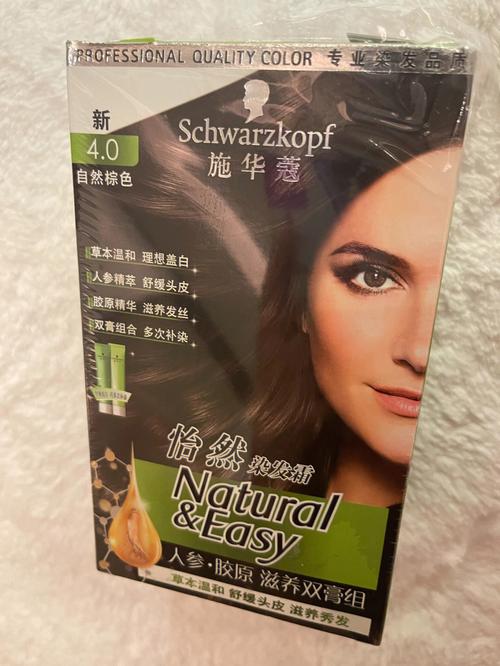 PROFESSIONAL QUALITY COLOR 专业染发品质
新
4.0
自然棕色
Schwarzkopf
施华蔻
草本温和 理想盖白
人参精萃 舒缓头皮
胶原精华 滋养发丝
双膏组合 多次补染
怡然 染发霜
Natural
&Easy
人参·胶原 滋养双膏组
草本温和 舒缓头皮 滋养秀发